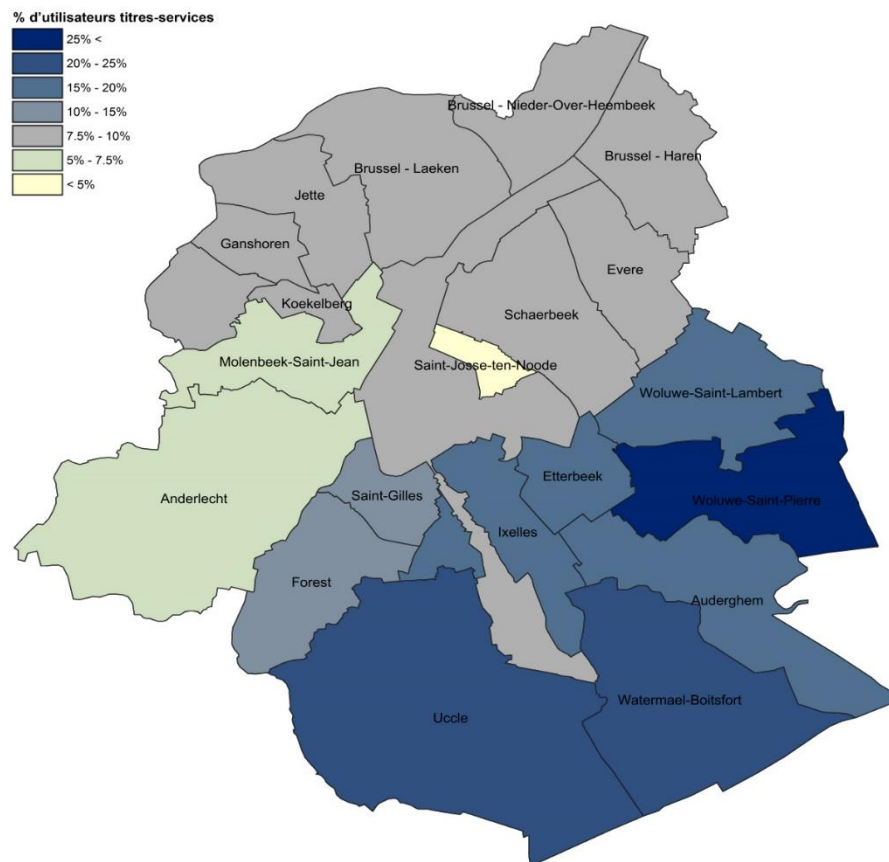 % d'utilisateurs titres-services
25% <
20% - 25%
15% - 20%
10% - 15%
7.5% - 10%
5% - 7.5%
< 5%
Brussel - Nieder-Over-Heembeek
Brussel - Haren
Brussel - Laeken
Jette
Ganshoren
Evere
Koekelberg
Schaerbeek
Molenbeek-Saint-Jean
Saint-Josse-ten-Noode
Woluwe-Saint-Lambert
Etterbeek
Anderlecht
Saint-Gilles
Woluwe-Saint-Pierre
Ixelles
Forest
Auderghem
Watermael-Boitsfort
Uccle